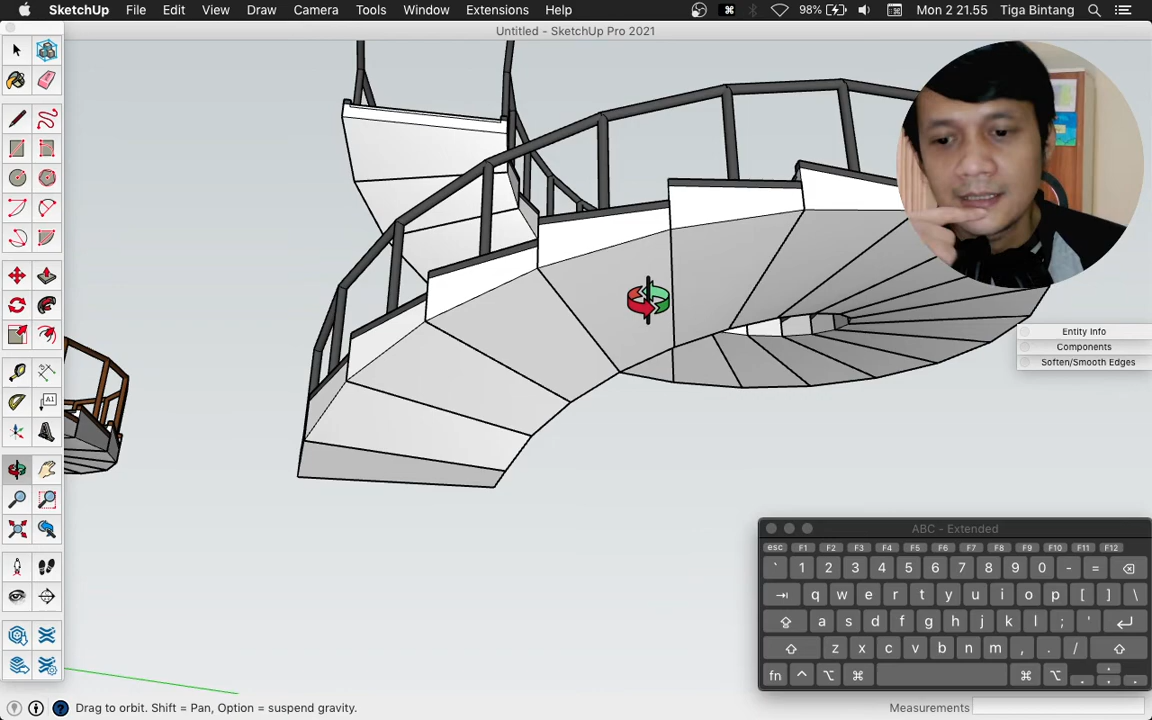 SketchUp File Edit View Draw Camera Tools Window Extensions Help 98% Mon 2 21.55 Tiga Bintang
Untitled - SketchUp Pro 2021
A1
Entity Info
Components
Soften/Smooth Edges
ABC - Extended
esc F1 F2 F3 F4 F5 F6 F7 F8 F9 F10 F11 F12
` 1 2 3 4 5 6 7 8 9 0 - =
q w e r t y u i o p [ ] \
a s d f g h j k l ; '
z x c v b n m , . /
fn ^ ⌥ ⌘ ⌘ ⌥
Drag to orbit. Shift = Pan, Option = suspend gravity.
Measurements